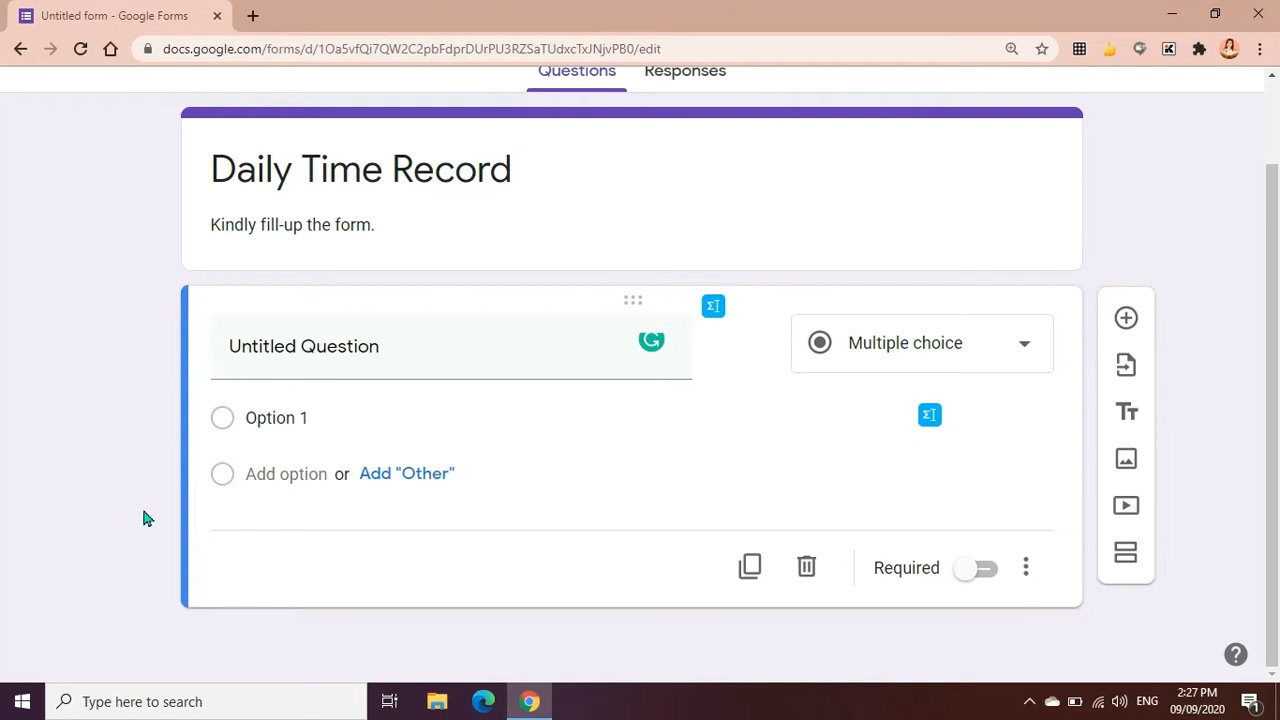 Untitled form - Google Forms
docs.google.com/forms/d/1Oa5vfQi7QW2C2pbFdprDUrPU3RZSaTUdxcTxJNjvPB0/edit
Questions Responses
Daily Time Record
Kindly fill-up the form.
Untitled Question
Multiple choice
Option 1
Add option or Add "Other"
Required
Type here to search
ENG
2:27 PM
09/09/2020